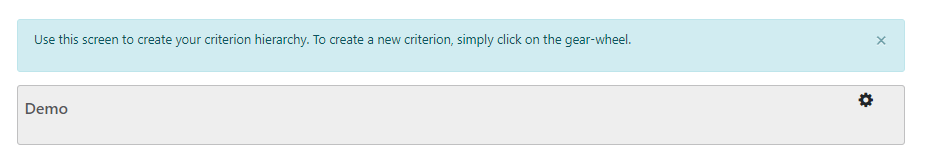 Use this screen to create your criterion hierarchy. To create a new criterion, simply click on the gear-wheel.
Demo